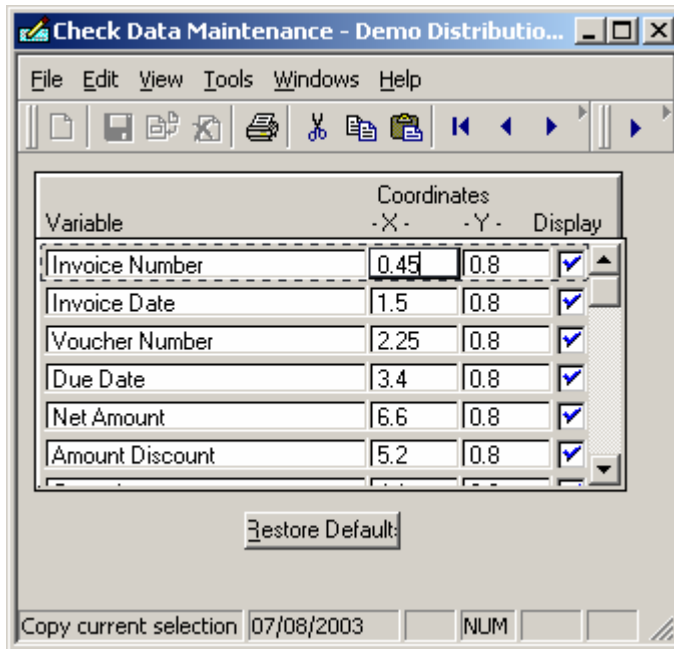 Check Data Maintenance - Demo Distributio...
File Edit View Tools Windows Help
Coordinates
Variable - X - - Y - Display
Invoice Number 0.45 0.8
Invoice Date 1.5 0.8
Voucher Number 2.25 0.8
Due Date 3.4 0.8
Net Amount 6.6 0.8
Amount Discount 5.2 0.8
Restore Default
Copy current selection 07/08/2003 NUM